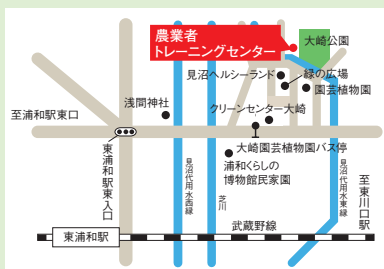 農業者
トレーニングセンター
大崎公園
見沼ヘルシーランド
緑の広場
園芸植物園
浅間神社
クリーンセンター大崎
至浦和駅東口
大崎園芸植物園バス停
東浦和駅東入口
見沼代用水西縁
芝川
浦和くらしの
博物館民家園
見沼代用水東縁
至東川口駅
武蔵野線
東浦和駅